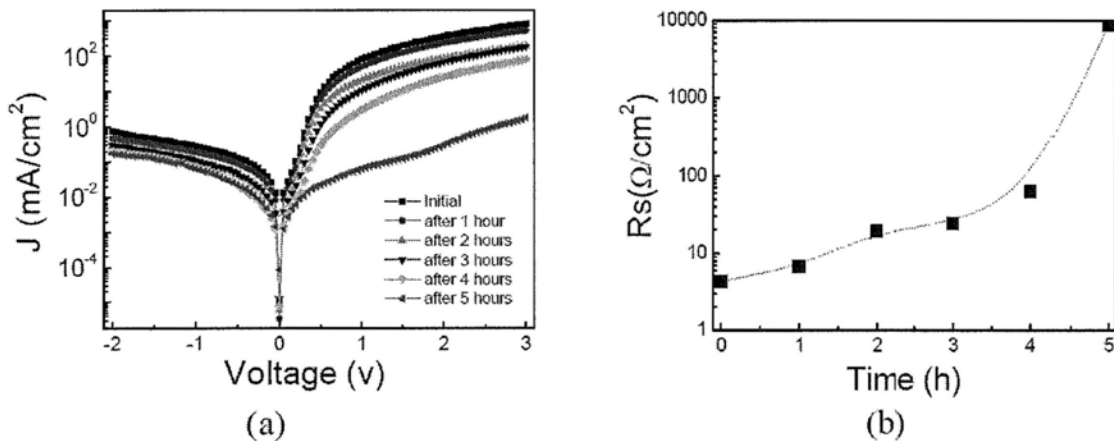 J (mA/cm²)
10²
10⁰
10⁻²
10⁻⁴
Initial
after 1 hour
after 2 hours
after 3 hours
after 4 hours
after 5 hours
-2 -1 0 1 2 3
Voltage (v)
(a)
Rs(Ω/cm²)
10000
1000
100
10
1
0 1 2 3 4 5
Time (h)
(b)